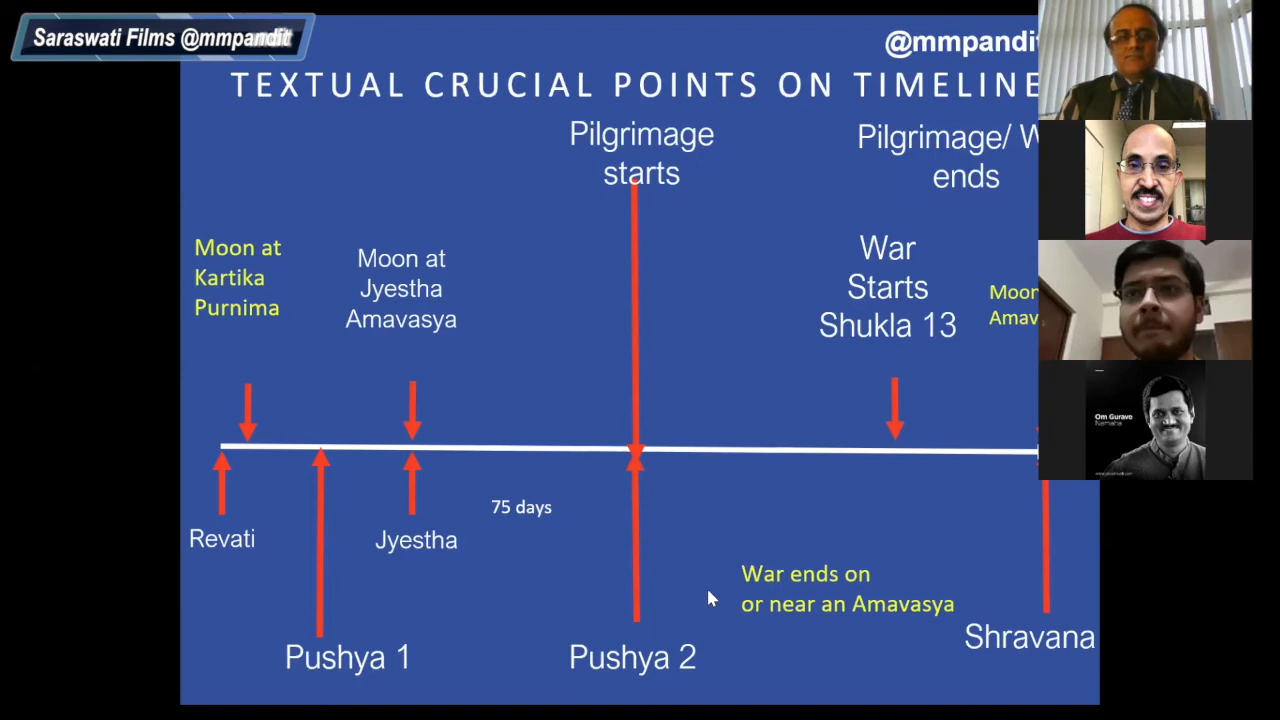 Saraswati Films @mmpandit
@mmpandit
TEXTUAL CRUCIAL POINTS ON TIMELINE
Pilgrimage
starts
Pilgrimage/ W
ends
Moon at
Kartika
Purnima
Moon at
Jyestha
Amavasya
War
Starts
Shukla 13
Moon
Amav
75 days
Revati
Jyestha
War ends on
or near an Amavasya
Pushya 1
Pushya 2
Shravana
Om Gurave
Namaha